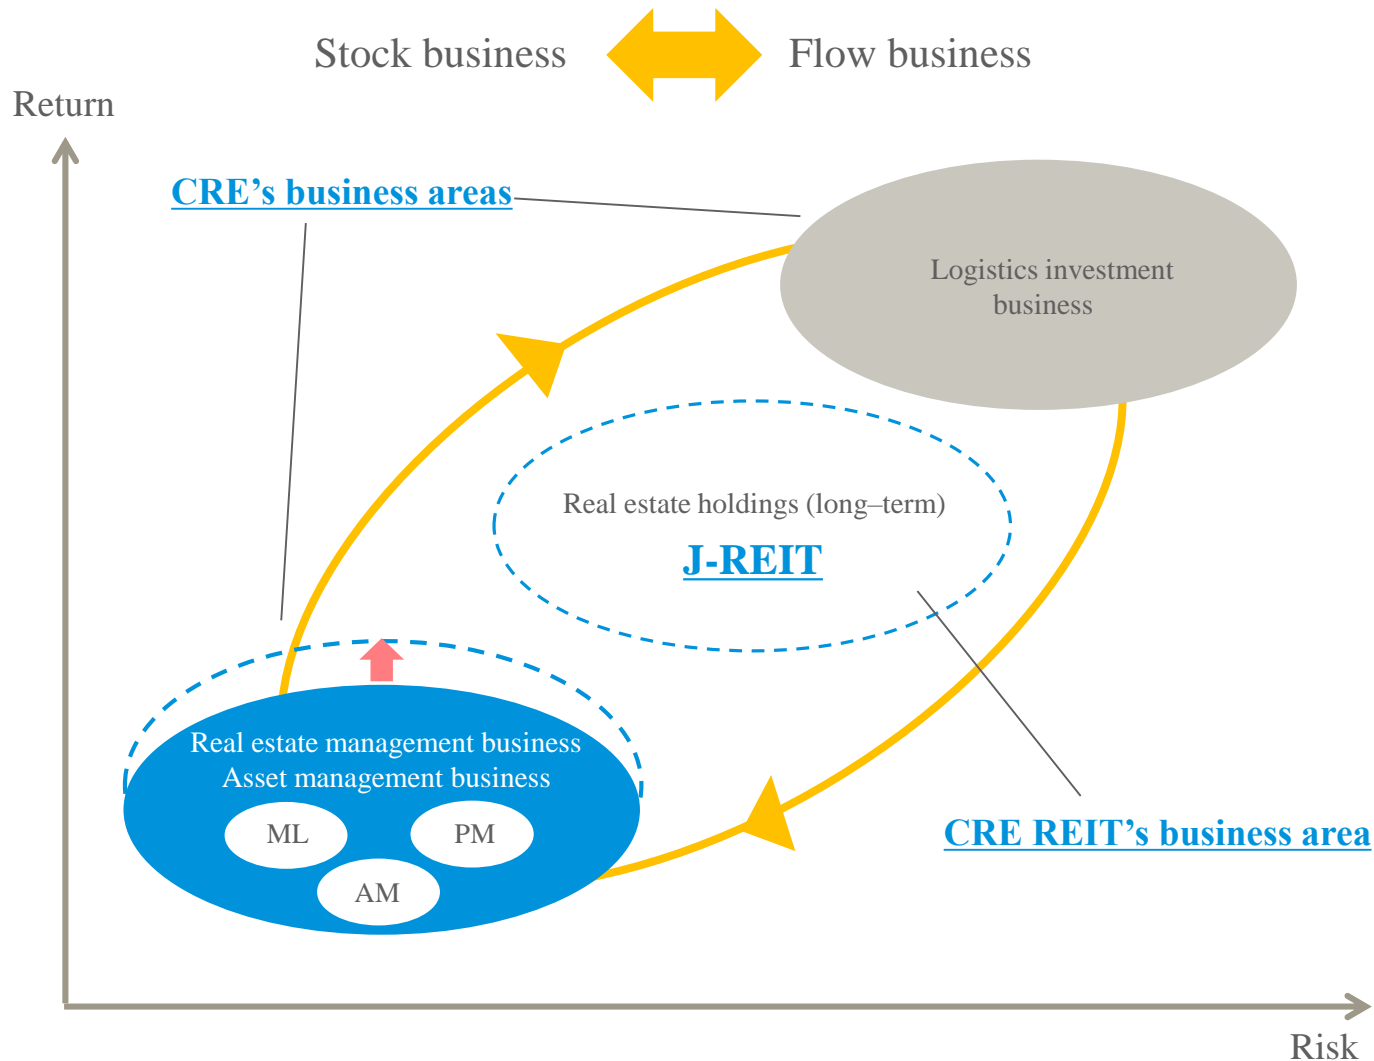 Stock business
Flow business
Return
CRE’s business areas
Logistics investment
business
Real estate holdings (long–term)
J-REIT
Real estate management business
Asset management business
ML
PM
AM
CRE REIT’s business area
Risk